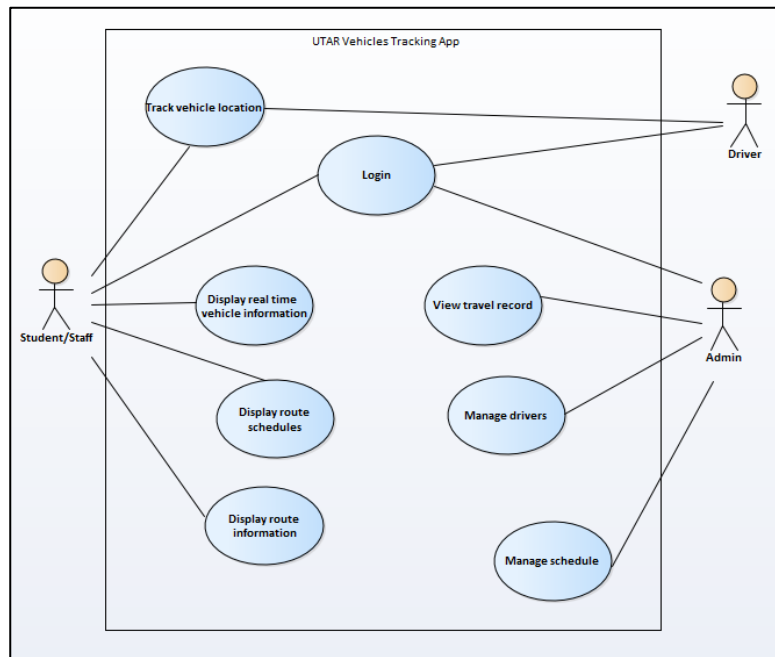 UTAR Vehicles Tracking App
Track vehicle location
Driver
Login
Display real time
vehicle information
View travel record
Student/Staff
Admin
Display route
schedules
Manage drivers
Display route
information
Manage schedule